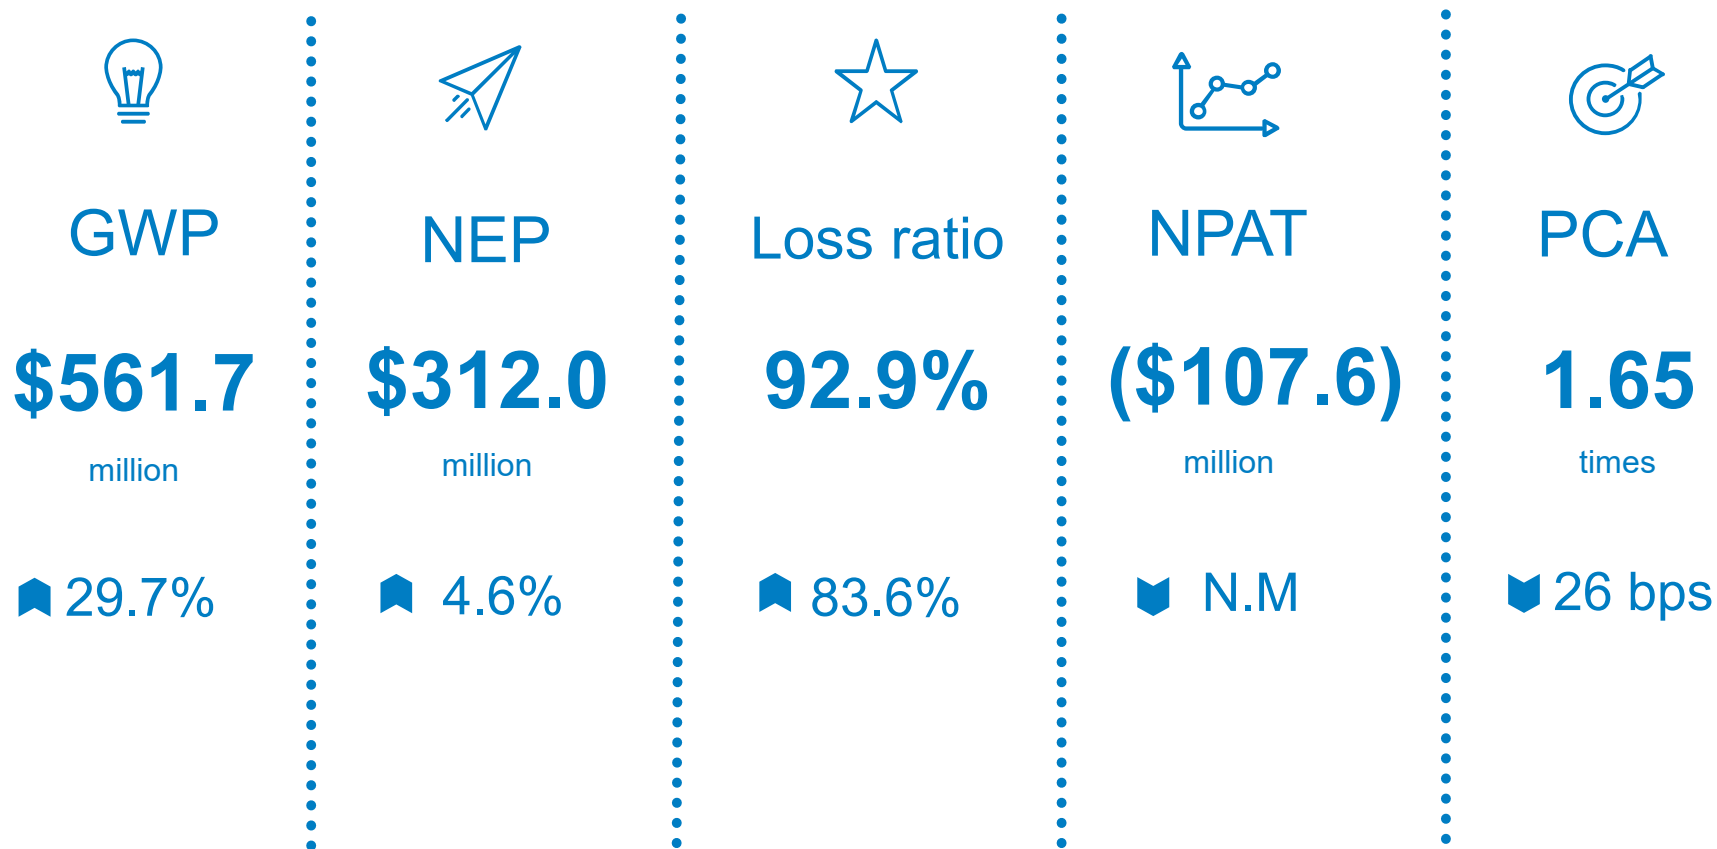 GWP
$561.7
million
29.7%
NEP
$312.0
million
4.6%
Loss ratio
92.9%
83.6%
NPAT
($107.6)
million
N.M
PCA
1.65
times
26 bps